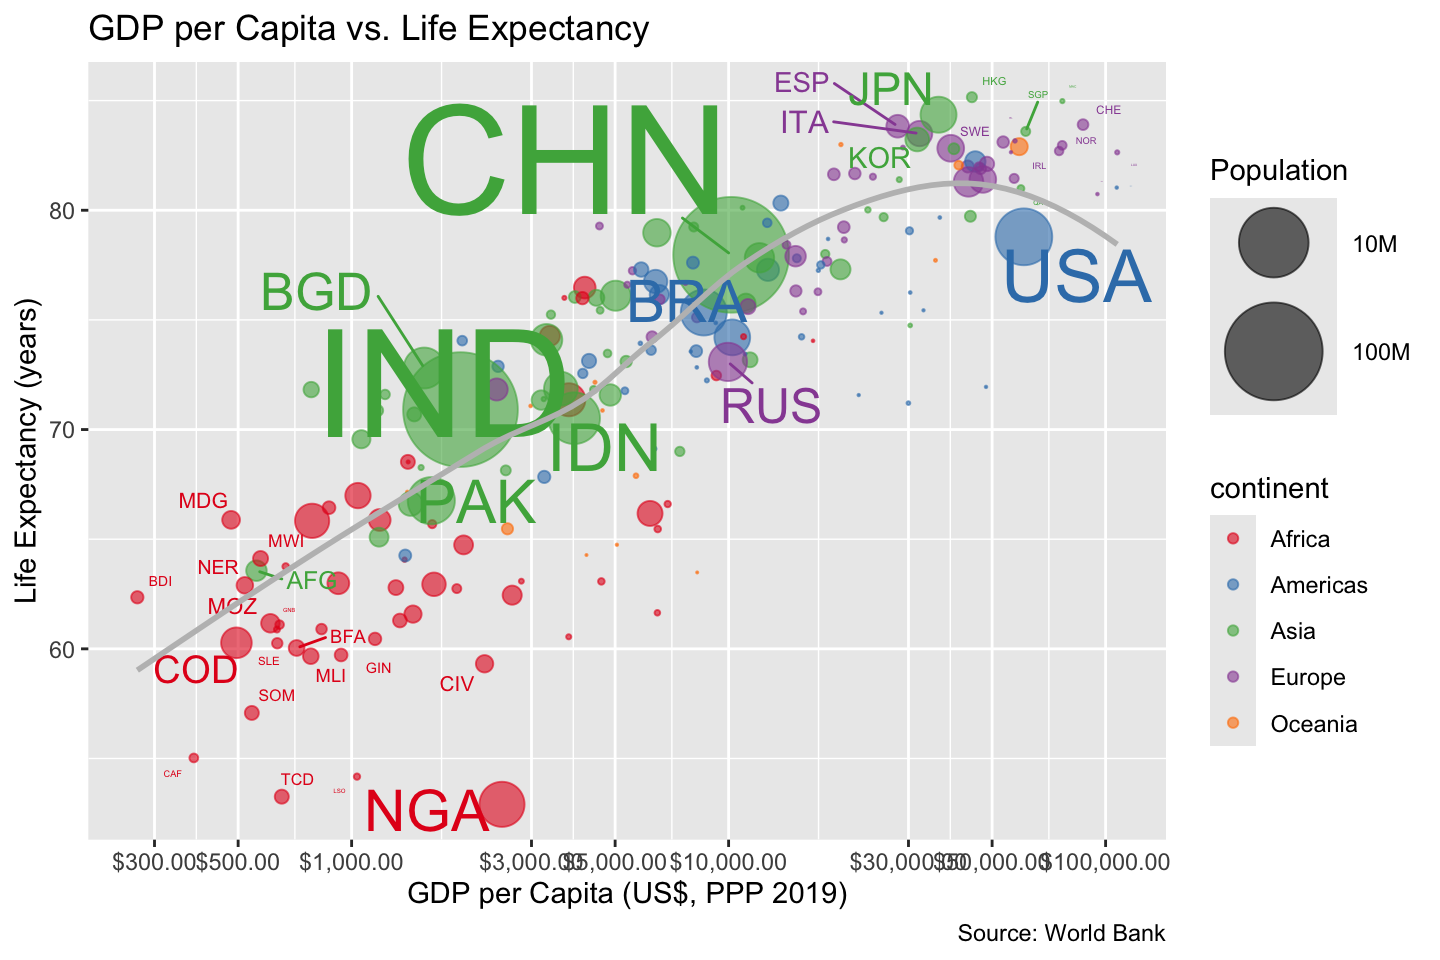 GDP per Capita vs. Life Expectancy
ESP
JPN
HKG
SGP
CHE
ITA
SWE
NOR
KOR
IRL
CHN
USA
BGD
BRA
IND
RUS
IDN
PAK
MDG
MWI
NER
AFG
BDI
MOZ
GNB
BFA
COD
SLE
GIN
MLI
CIV
SOM
CAF
TCD
LSO
NGA
80
70
60
Life Expectancy (years)
$300.00
$500.00
$1,000.00
$3,000.00
$5,000.00
$10,000.00
$30,000.00
$50,000.00
$100,000.00
GDP per Capita (US$, PPP 2019)
Source: World Bank
Population
10M
100M
continent
Africa
Americas
Asia
Europe
Oceania